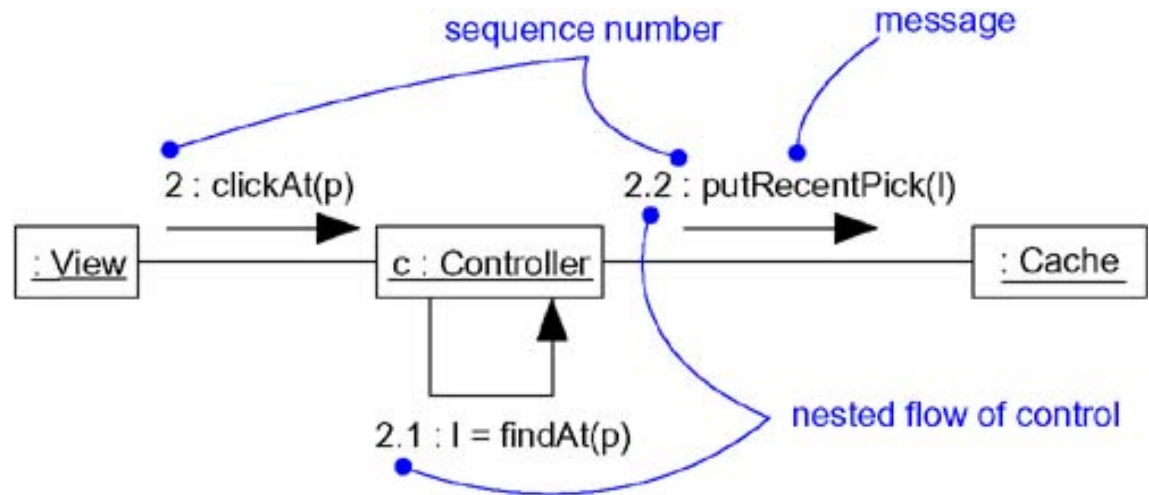 sequence number
message
2 : clickAt(p)
2.2 : putRecentPick(l)
: View
c : Controller
: Cache
2.1 : l = findAt(p)
nested flow of control